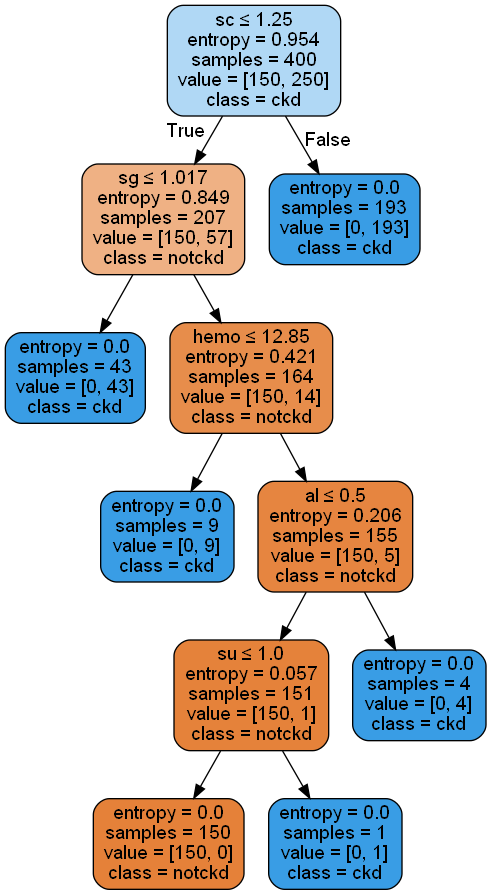 sc ≤ 1.25
entropy = 0.954
samples = 400
value = [150, 250]
class = ckd
True
False
sg ≤ 1.017
entropy = 0.849
samples = 207
value = [150, 57]
class = notckd
entropy = 0.0
samples = 193
value = [0, 193]
class = ckd
entropy = 0.0
samples = 43
value = [0, 43]
class = ckd
hemo ≤ 12.85
entropy = 0.421
samples = 164
value = [150, 14]
class = notckd
entropy = 0.0
samples = 9
value = [0, 9]
class = ckd
al ≤ 0.5
entropy = 0.206
samples = 155
value = [150, 5]
class = notckd
su ≤ 1.0
entropy = 0.057
samples = 151
value = [150, 1]
class = notckd
entropy = 0.0
samples = 4
value = [0, 4]
class = ckd
entropy = 0.0
samples = 150
value = [150, 0]
class = notckd
entropy = 0.0
samples = 1
value = [0, 1]
class = ckd